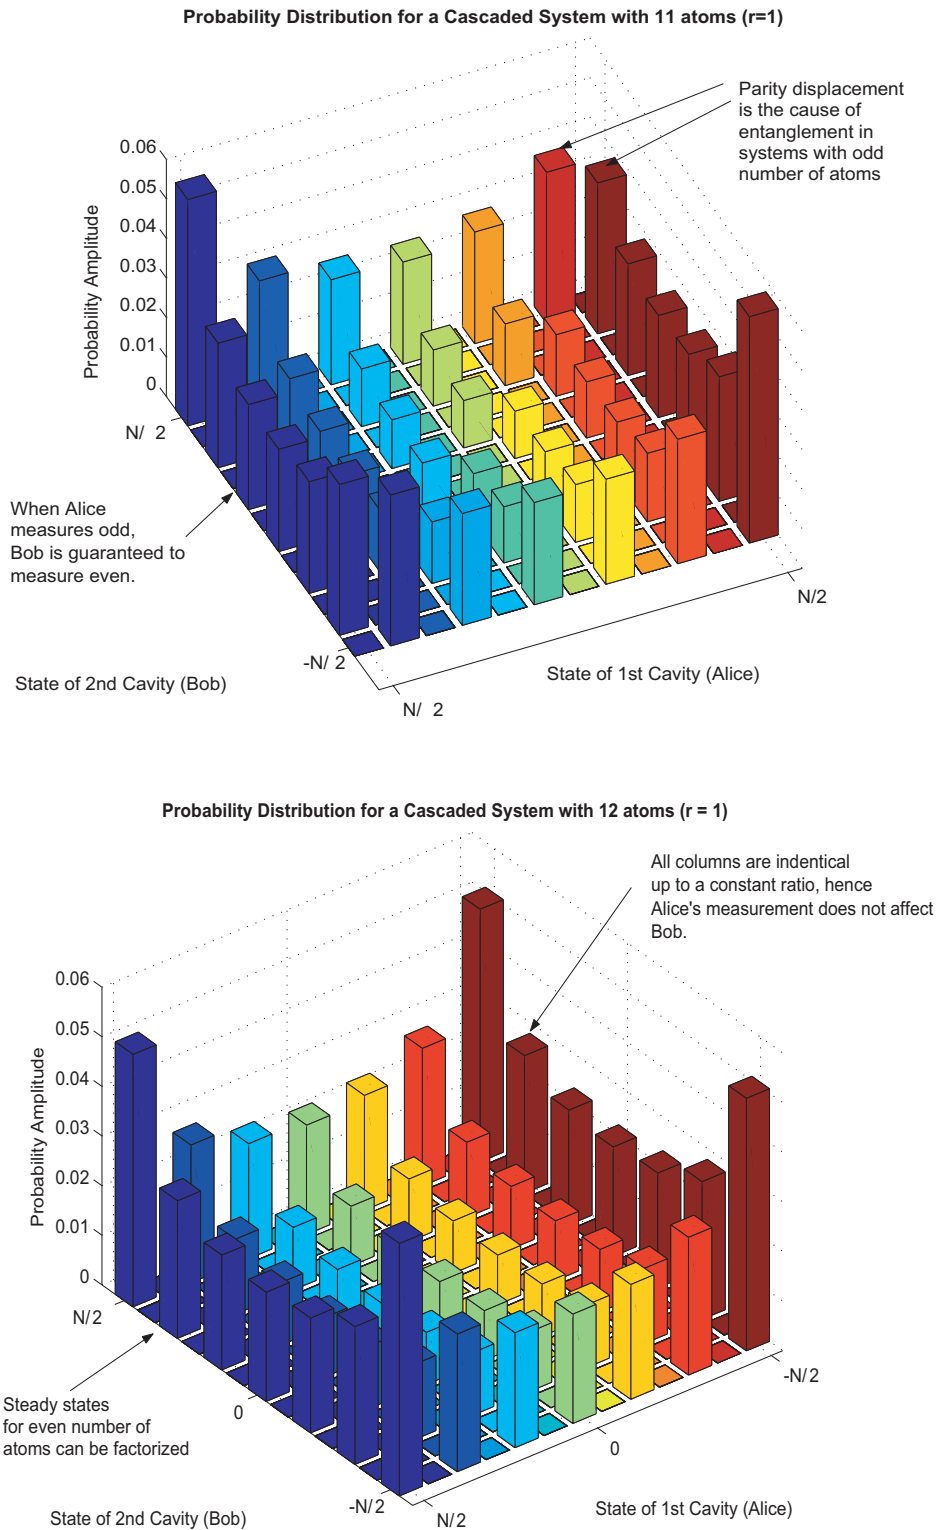 Probability Distribution for a Cascaded System with 11 atoms (r=1)
Parity displacement
is the cause of
entanglement in
systems with odd
number of atoms
0.06
0.05
0.04
0.03
0.02
0.01
0
Probability Amplitude
N/ 2
When Alice
measures odd,
Bob is guaranteed to
measure even.
-N/ 2
State of 2nd Cavity (Bob)
N/ 2
State of 1st Cavity (Alice)
N/2
Probability Distribution for a Cascaded System with 12 atoms (r = 1)
All columns are indentical
up to a constant ratio, hence
Alice's measurement does not affect
Bob.
0.06
0.05
0.04
0.03
0.02
0.01
0
Probability Amplitude
N/2
Steady states
for even number of
atoms can be factorized
0
-N/2
State of 2nd Cavity (Bob)
N/2
0
State of 1st Cavity (Alice)
-N/2